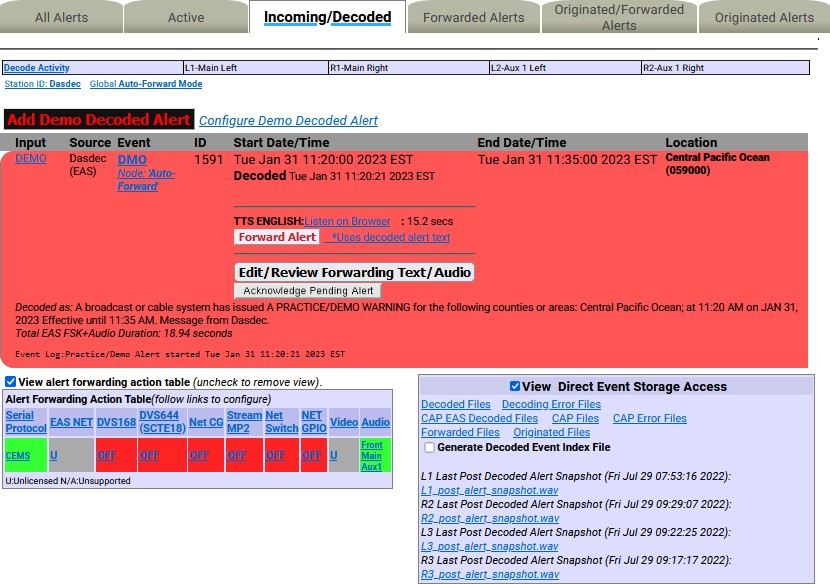 All Alerts
Active
Incoming/Decoded
Forwarded Alerts
Originated/Forwarded
Alerts
Originated Alerts
Decode Activity L1-Main Left R1-Main Right L2-Aux 1 Left R2-Aux 1 Right
Station ID: Dasdec Global Auto-Forward Mode
Add Demo Decoded Alert Configure Demo Decoded Alert
Input Source Event ID Start Date/Time End Date/Time Location
DEMO Dasdec DMO 1591 Tue Jan 31 11:20:00 2023 EST Tue Jan 31 11:35:00 2023 EST Central Pacific Ocean
(EAS) Node: 'Auto- Decoded Tue Jan 31 11:20:21 2023 EST (059000)
Forward'
TTS ENGLISH:Listen on Browser : 15.2 secs
Forward Alert *Uses decoded alert text
Edit/Review Forwarding Text/Audio
Acknowledge Pending Alert
Decoded as: A broadcast or cable system has issued A PRACTICE/DEMO WARNING for the following counties or areas: Central Pacific Ocean; at 11:20 AM on JAN 31,
2023 Effective until 11:35 AM. Message from Dasdec.
Total EAS FSK+Audio Duration: 18.94 seconds
Event Log:Practice/Demo Alert started Tue Jan 31 11:20:21 2023 EST
View alert forwarding action table (uncheck to remove view).
Alert Forwarding Action Table(follow links to configure)
Serial EAS NET DVS168 DVS644 Net CG Stream Net NET Video Audio
Protocol (SCTE18) MP2 Switch GPIO
CEMS U OFF OFF OFF OFF OFF OFF U Front
Main
Aux1
U:Unlicensed N/A:Unsupported
View Direct Event Storage Access
Decoded Files Decoding Error Files
CAP EAS Decoded Files CAP Files CAP Error Files
Forwarded Files Originated Files
Generate Decoded Event Index File
L1 Last Post Decoded Alert Snapshot (Fri Jul 29 07:53:16 2022):
L1_post_alert_snapshot.wav
R2 Last Post Decoded Alert Snapshot (Fri Jul 29 09:29:07 2022):
R2_post_alert_snapshot.wav
L3 Last Post Decoded Alert Snapshot (Fri Jul 29 09:22:25 2022):
L3_post_alert_snapshot.wav
R3 Last Post Decoded Alert Snapshot (Fri Jul 29 09:17:17 2022):
R3_post_alert_snapshot.wav